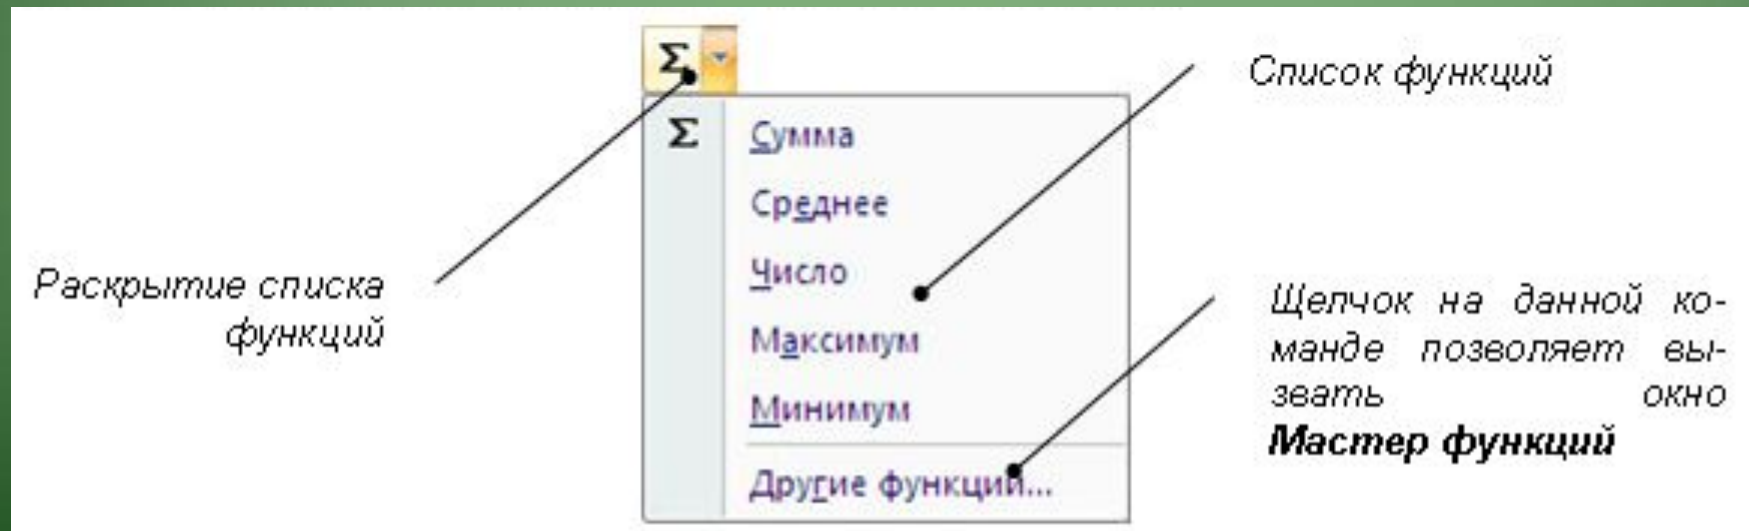 Σ
Список функций
Σ Сумма
Среднее
Число
Максимум
Минимум
Другие функции...
Раскрытие списка
функций
Щелчок на данной ко-
манде позволяет вы-
звать окно
Мастер функций